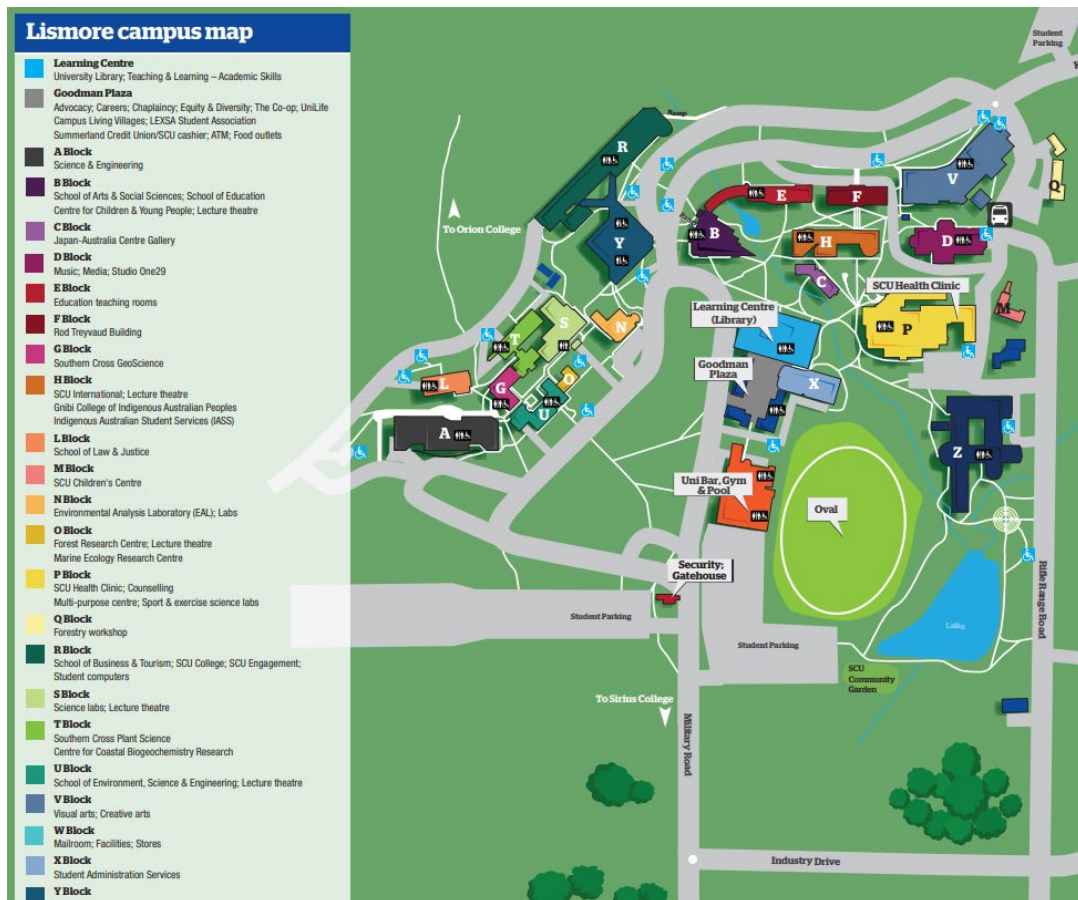 Lismore campus map
Learning Centre
University Library; Teaching & Learning – Academic Skills
Goodman Plaza
Advocacy; Careers; Chaplaincy; Equity & Diversity; The Co-op; UniLife
Campus Living Villages; LEXSA Student Association
Summerland Credit Union/SCU cashier; ATM; Food outlets
A Block
Science & Engineering
B Block
School of Arts & Social Sciences; School of Education
Centre for Children & Young People; Lecture theatre
C Block
Japan-Australia Centre Gallery
D Block
Music; Media; Studio One29
E Block
Education teaching rooms
F Block
Rod Treyvaud Building
G Block
Southern Cross GeoScience
H Block
SCU International; Lecture theatre
Gnibi College of Indigenous Australian Peoples
Indigenous Australian Student Services (IASS)
L Block
School of Law & Justice
M Block
SCU Children's Centre
N Block
Environmental Analysis Laboratory (EAL); Labs
O Block
Forest Research Centre; Lecture theatre
Marine Ecology Research Centre
P Block
SCU Health Clinic; Counselling
Multi-purpose centre; Sport & exercise science labs
Q Block
Forestry workshop
R Block
School of Business & Tourism; SCU College; SCU Engagement;
Student computers
S Block
Science labs; Lecture theatre
T Block
Southern Cross Plant Science
Centre for Coastal Biogeochemistry Research
U Block
School of Environment, Science & Engineering; Lecture theatre
V Block
Visual arts; Creative arts
W Block
Mailroom; Facilities; Stores
X Block
Student Administration Services
Y Block
Student
Parking
Ramp
R
E
F
V
Q
To Orion College
Ramp
Y
B
H
D
C
SCU Health Clinic
Learning Centre
(Library)
M
S
N
T
P
Goodman
Plaza
X
L
G
O
U
A
Z
Uni Bar, Gym
& Pool
Oval
Security;
Gatehouse
Rifle Range Road
Student Parking
Lake
Student Parking
SCU
Community
Garden
To Sirius College
Military Road
Industry Drive